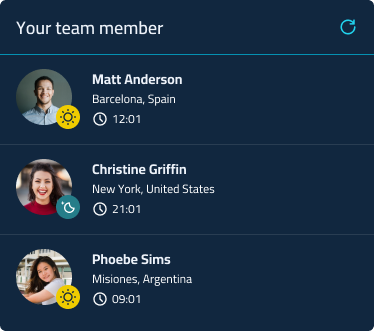 Your team member
Matt Anderson
Barcelona, Spain
12:01
Christine Griffin
New York, United States
21:01
Phoebe Sims
Misiones, Argentina
09:01